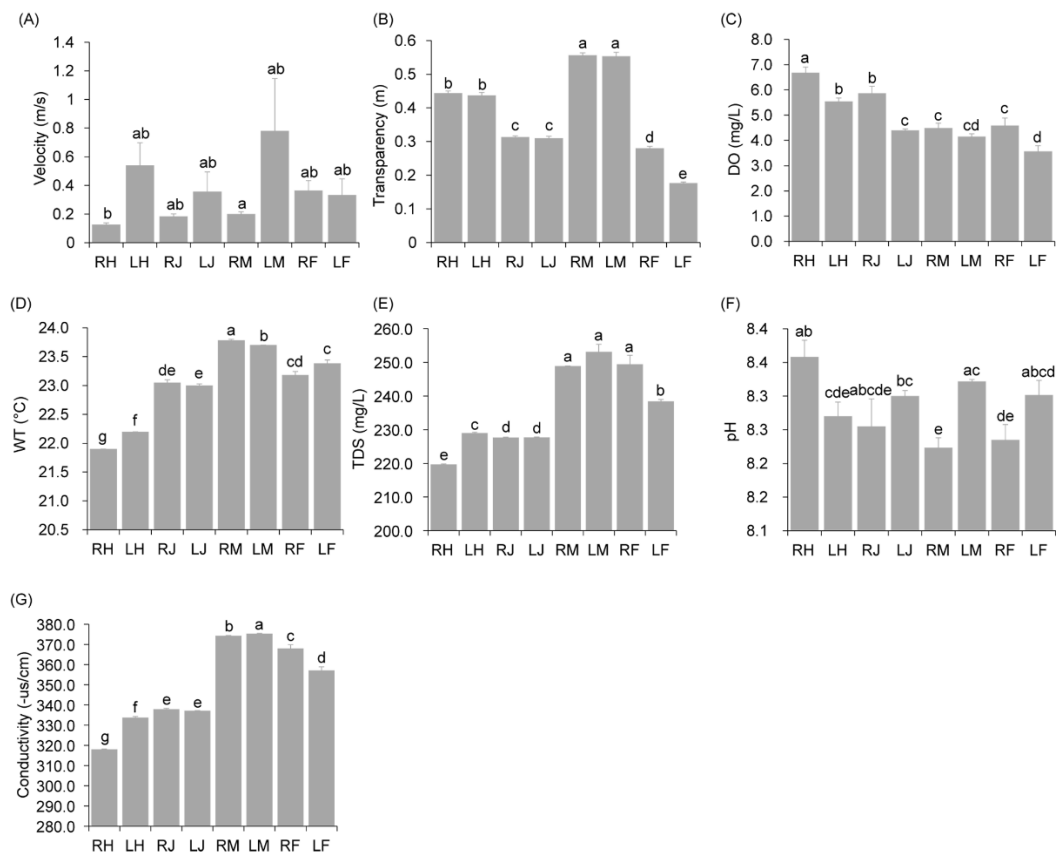 (A)
Velocity (m/s)
1.4
1.2
1
0.8
0.6
0.4
0.2
0
b ab ab ab a ab ab ab
RH LH RJ LJ RM LM RF LF
(B)
Transparency (m)
0.6
0.5
0.4
0.3
0.2
0.1
0
b b c c a a d e
RH LH RJ LJ RM LM RF LF
(C)
DO (mg/L)
8.0
7.0
6.0
5.0
4.0
3.0
2.0
1.0
0.0
a b b c c cd c d
RH LH RJ LJ RM LM RF LF
(D)
WT (°C)
24.0
23.0
22.0
22.0
21.0
20.5
g f de e a b cd c
RH LH RJ LJ RM LM RF LF
(E)
TDS (mg/L)
260.0
250.0
240.0
230.0
220.0
210.0
200.0
e c d d a a a b
RH LH RJ LJ RM LM RF LF
(F)
pH
8.4
8.4
8.3
8.3
8.2
8.2
8.1
ab cde abcde bc e ac de abcd
RH LH RJ LJ RM LM RF LF
(G)
Conductivity (-us/cm)
380.0
370.0
360.0
350.0
340.0
330.0
320.0
310.0
300.0
290.0
280.0
g f e e b a c d
RH LH RJ LJ RM LM RF LF